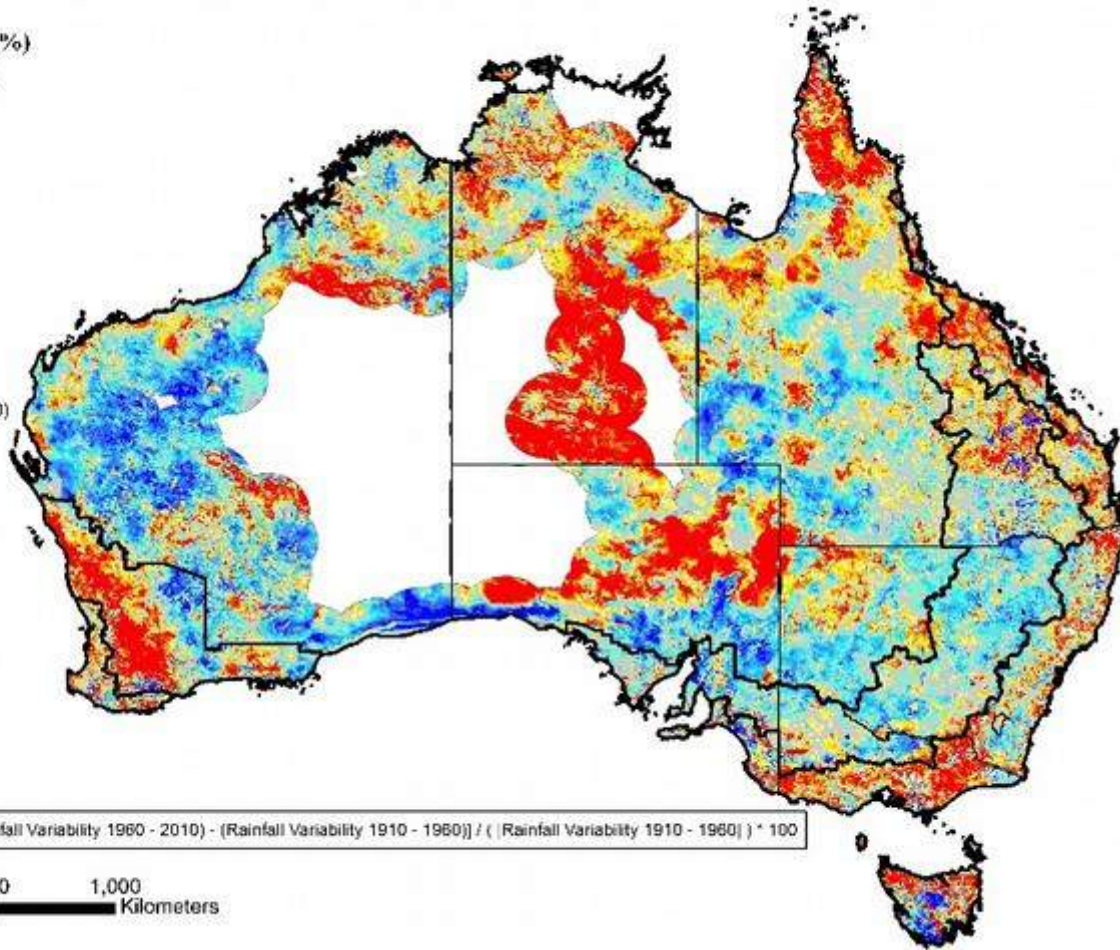 %)
)
fall Variability 1960 - 2010) - (Rainfall Variability 1910 - 1960)] / ( |Rainfall Variability 1910 - 1960| ) * 100
0 1,000
Kilometers